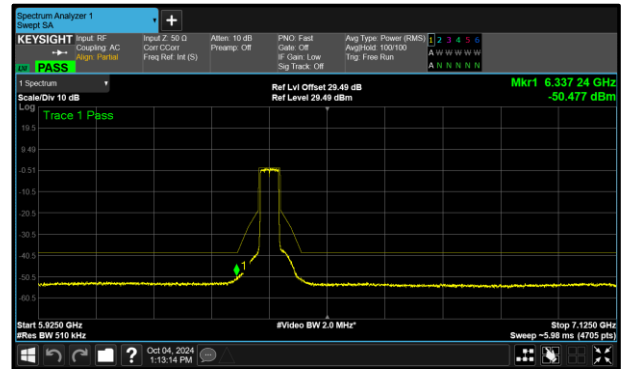 Spectrum Analyzer 1
Swept SA
+
KEYSIGHT Input: RF Input Z: 50 Ω Atten: 10 dB PNO: Fast Avg Type: Power (RMS) 1 2 3 4 5 6
Coupling: AC Corr CCorr Preamp: Off Gate: Off Avg|Hold: 100/100 A W W W W W
Align: Partial Freq Ref: Int (S) IF Gain: Low Trig: Free Run
PASS Sig Track: Off A N N N N N
1 Spectrum Ref Lvl Offset 29.49 dB Mkr1 6.337 24 GHz
Scale/Div 10 dB Ref Level 29.49 dBm -50.477 dBm
Log
Trace 1 Pass
19.5
9.49
-0.51
-10.5
-20.5
-30.5
-40.5
1
-50.5
-60.5
Start 5.9250 GHz #Video BW 2.0 MHz* Stop 7.1250 GHz
#Res BW 510 kHz Sweep ~5.98 ms (4705 pts)
? Oct 04, 2024
1:13:14 PM